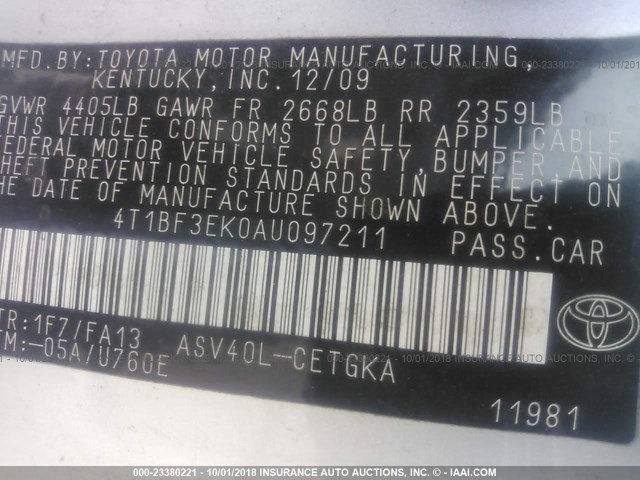 MFD.BY:TOYOTA MOTOR MANUFACTURING,
KENTUCKY, INC. 12/09
GVWR 4405LB GAWR FR 2668LB RR 2359LB
THIS VEHICLE CONFORMS TO ALL APPLICABLE
FEDERAL MOTOR VEHICLE SAFETY, BUMPER AND
THEFT PREVENTION STANDARDS IN EFFECT ON
THE DATE OF MANUFACTURE SHOWN ABOVE.
4T1BF3EK0AU097211 PASS.CAR
TR:1F7/FA13
TM:-05A/U760E ASV40L-CETGKA
11981
000-23380221 - 10/01/2018 INSURANCE AUTO AUCTIONS - © - IAAI.COM